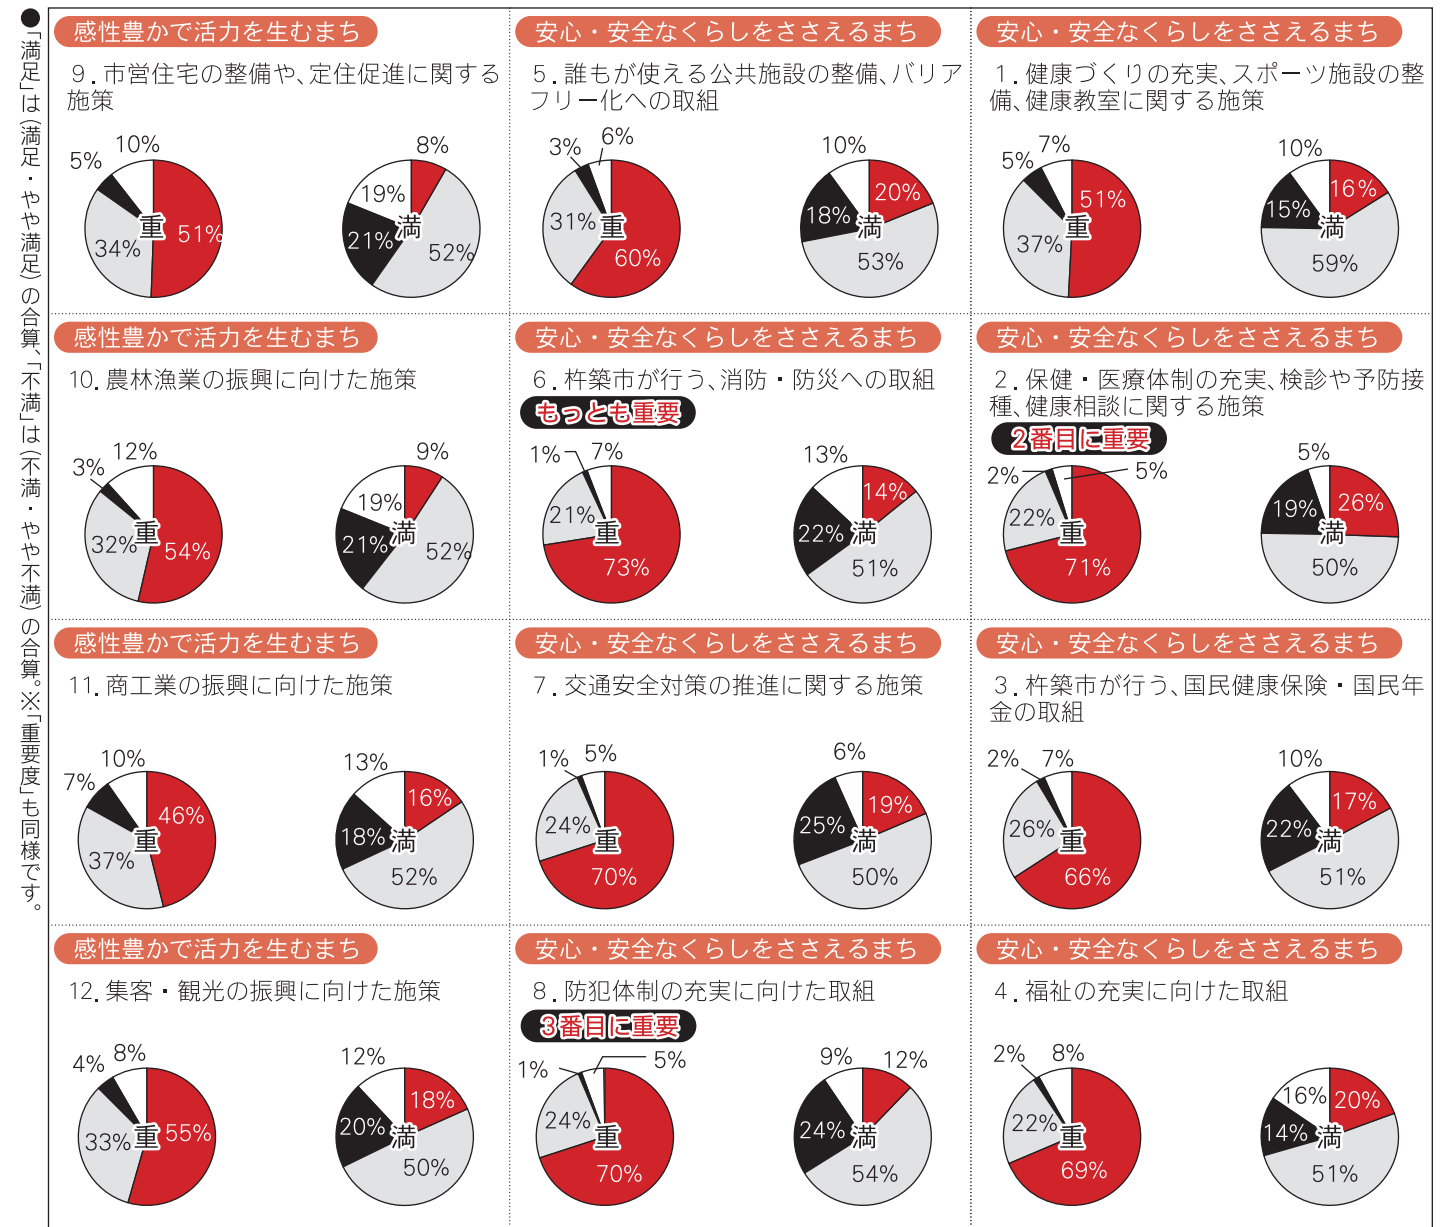 ●「満足」は（満足・やや満足）の合算、「不満」は（不満・やや不満）の合算。※「重要度」も同様です。
安心・安全なくらしをささえるまち
1. 健康づくりの充実、スポーツ施設の整
備、健康教室に関する施策
7%
5%
51%
37%
重
10%
16%
15%
59%
満
安心・安全なくらしをささえるまち
2. 保健・医療体制の充実、検診や予防接
種、健康相談に関する施策
2番目に重要
2%
5%
22%
71%
重
5%
26%
19%
50%
満
安心・安全なくらしをささえるまち
3. 杵築市が行う、国民健康保険・国民年
金の取組
2%
7%
26%
66%
重
10%
17%
22%
51%
満
安心・安全なくらしをささえるまち
4. 福祉の充実に向けた取組
2%
8%
22%
69%
重
16%
20%
14%
51%
満
安心・安全なくらしをささえるまち
5. 誰もが使える公共施設の整備、バリア
フリー化への取組
3%
6%
31%
60%
重
10%
20%
18%
53%
満
安心・安全なくらしをささえるまち
6. 杵築市が行う、消防・防災への取組
もっとも重要
1%
7%
21%
73%
重
13%
14%
22%
51%
満
安心・安全なくらしをささえるまち
7. 交通安全対策の推進に関する施策
1%
5%
24%
70%
重
6%
19%
25%
50%
満
安心・安全なくらしをささえるまち
8. 防犯体制の充実に向けた取組
3番目に重要
1%
5%
24%
70%
重
9%
12%
24%
54%
満
感性豊かで活力を生むまち
9. 市営住宅の整備や、定住促進に関する
施策
5%
10%
34%
51%
重
8%
19%
21%
52%
満
感性豊かで活力を生むまち
10. 農林漁業の振興に向けた施策
3%
12%
32%
54%
重
9%
19%
21%
52%
満
感性豊かで活力を生むまち
11. 商工業の振興に向けた施策
7%
10%
46%
37%
重
13%
16%
18%
52%
満
感性豊かで活力を生むまち
12. 集客・観光の振興に向けた施策
4%
8%
33%
55%
重
12%
18%
20%
50%
満